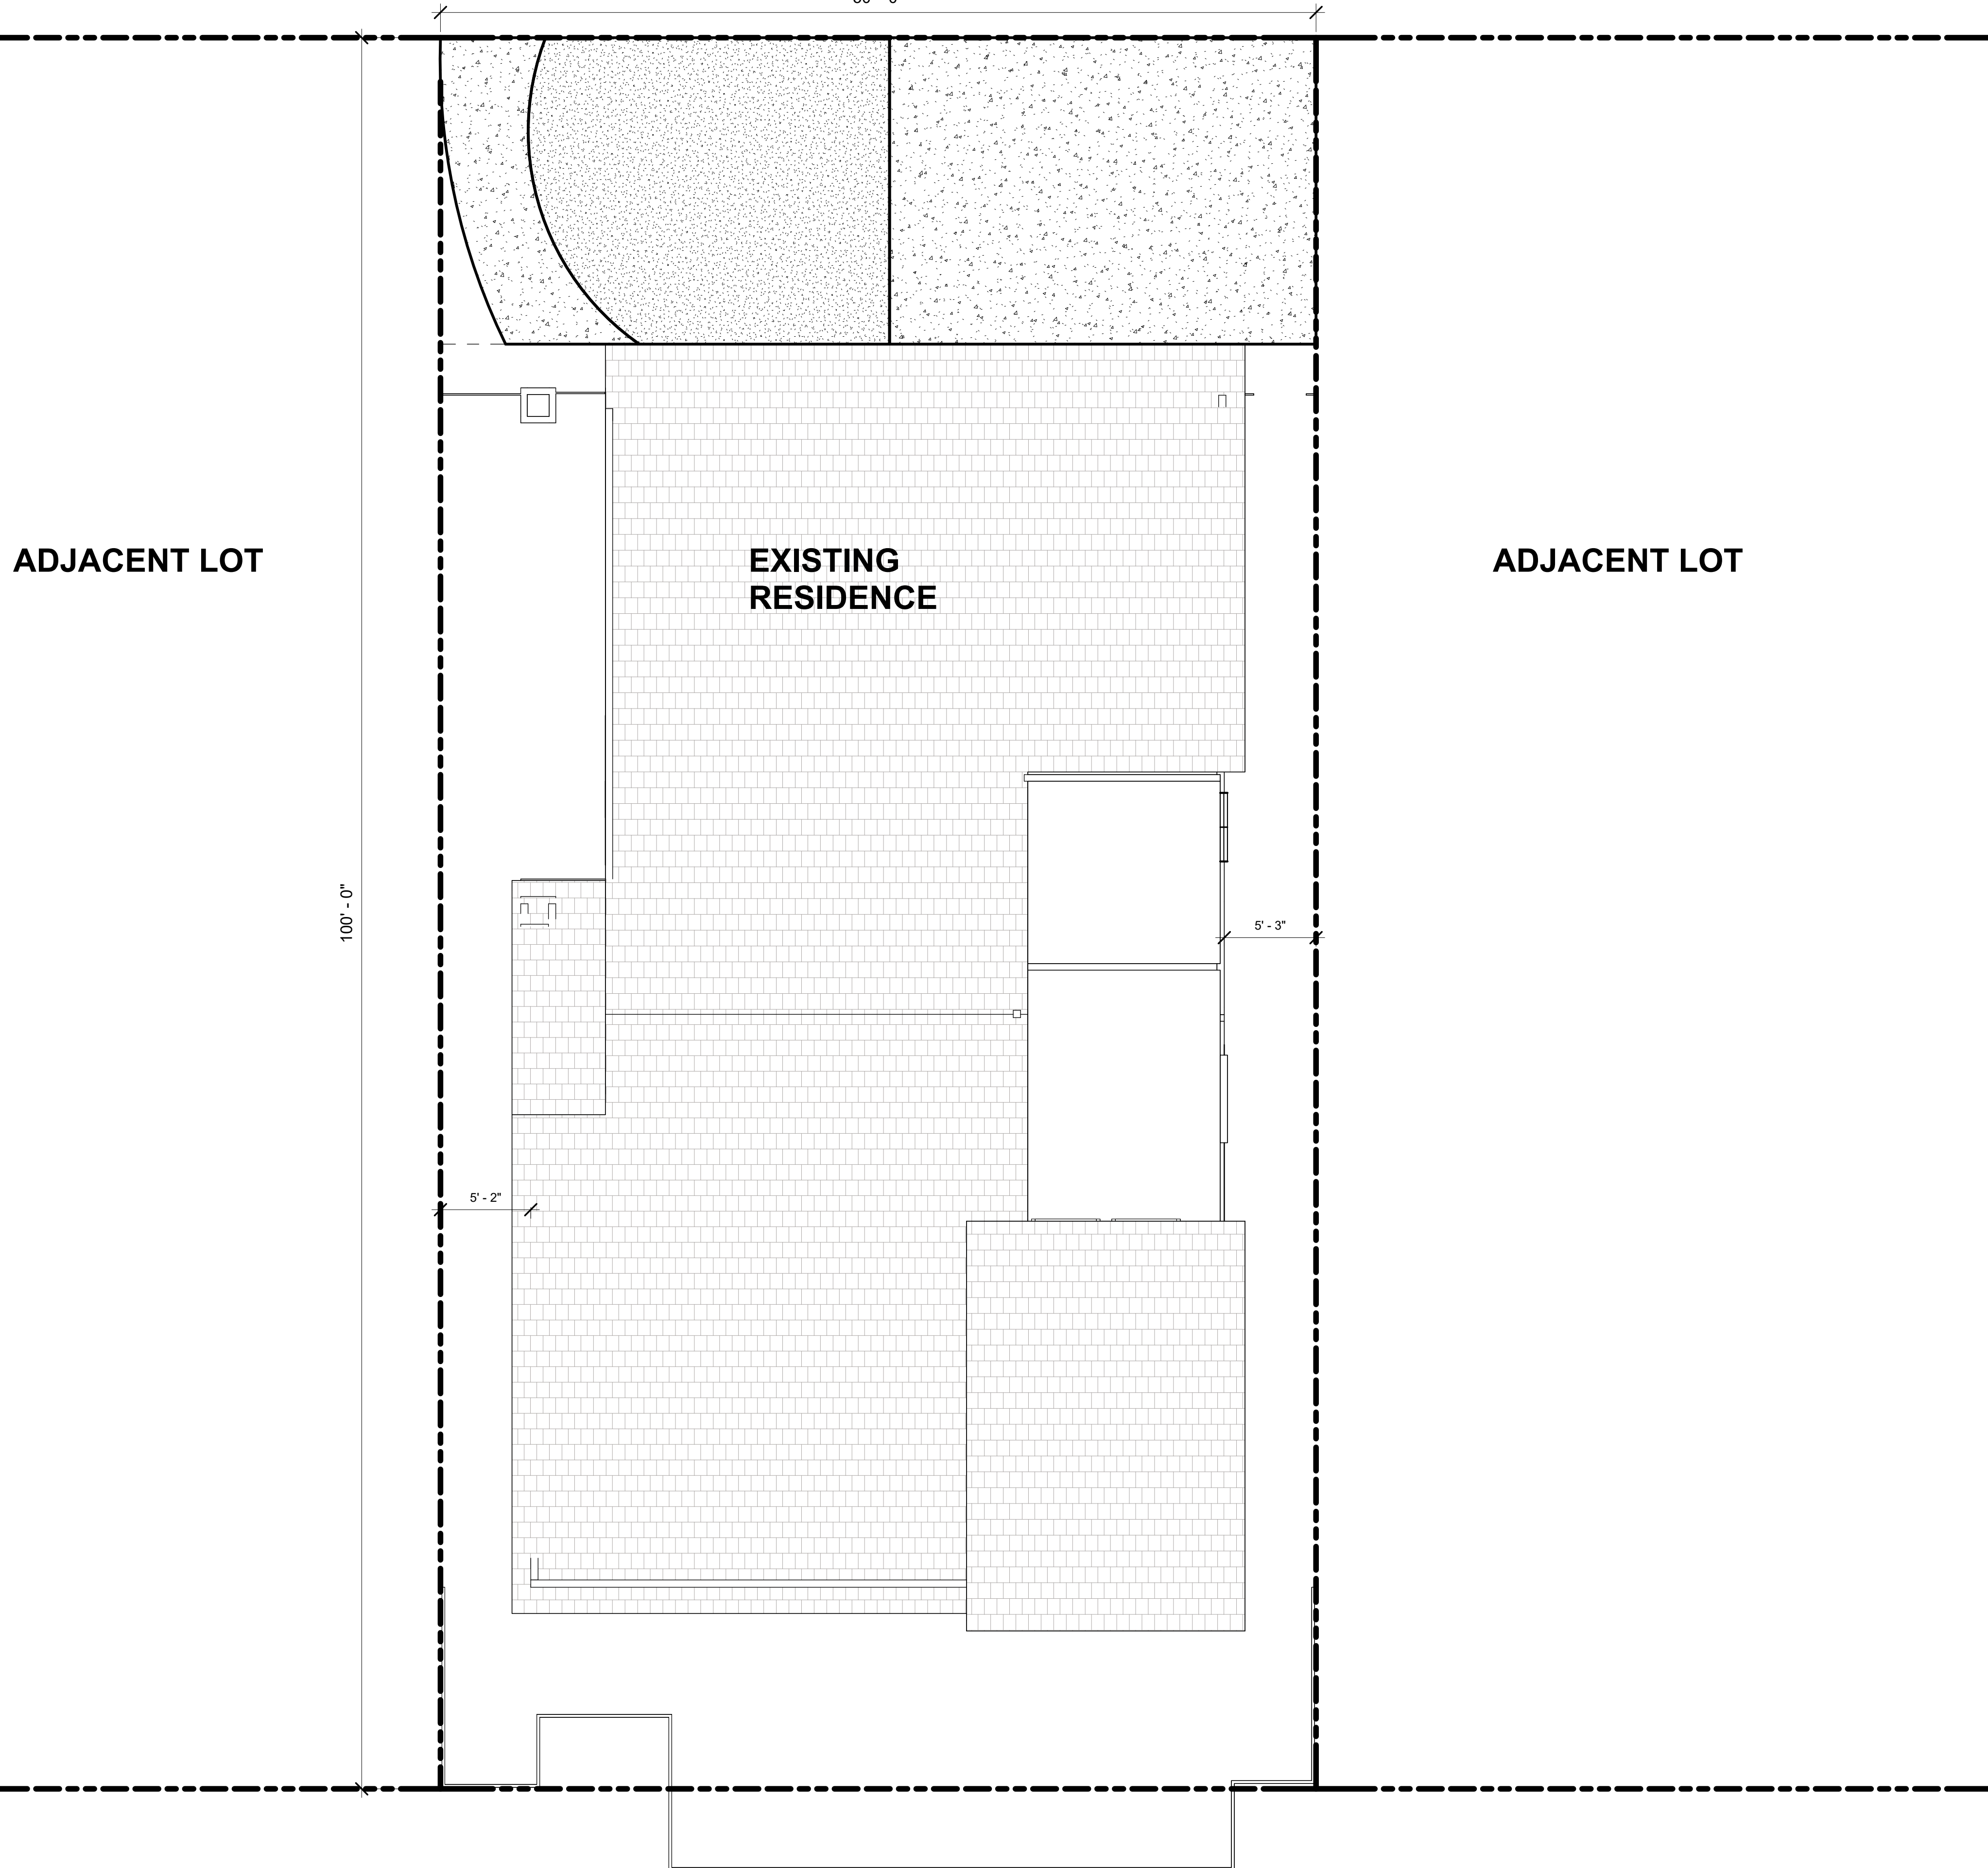 ADJACENT LOT
EXISTING
RESIDENCE
ADJACENT LOT
100' - 0"
5' - 3"
5' - 2"